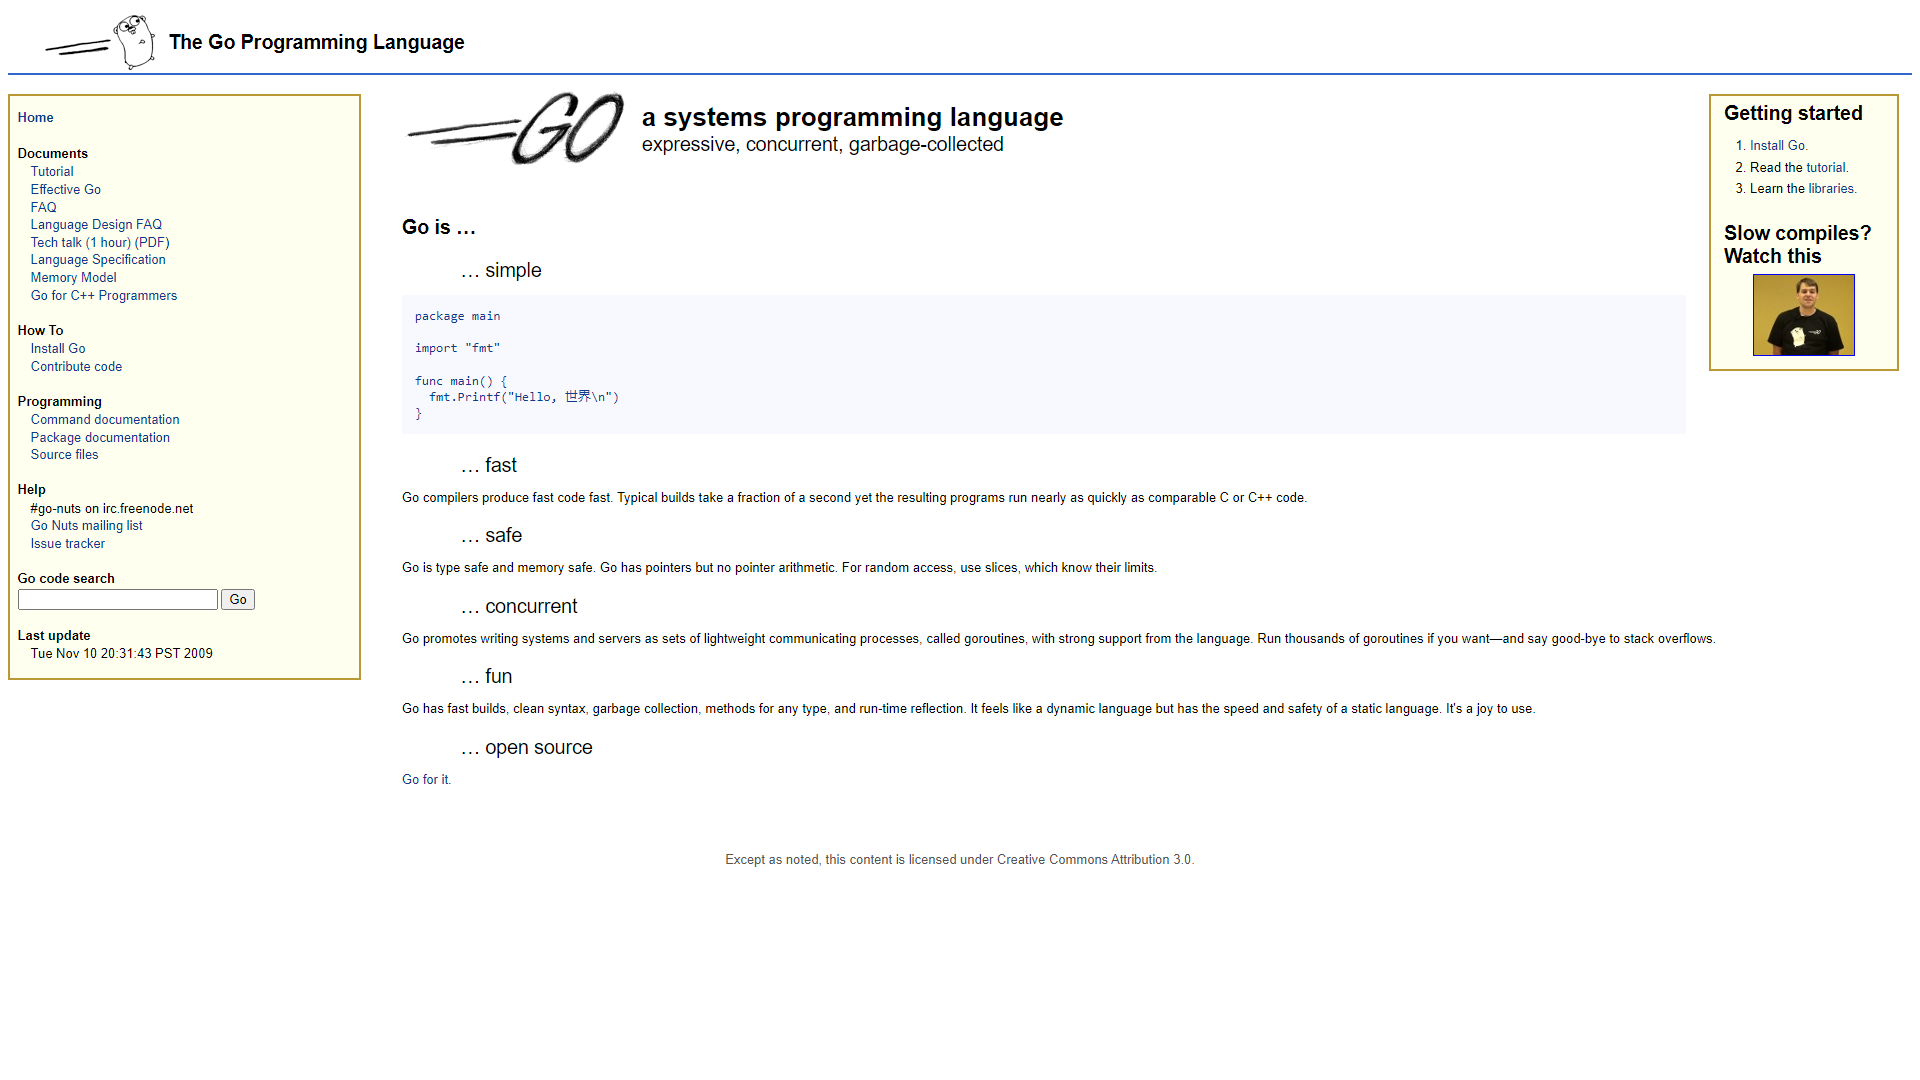 The Go Programming Language
Home
Documents
Tutorial
Effective Go
FAQ
Language Design FAQ
Tech talk (1 hour) (PDF)
Language Specification
Memory Model
Go for C++ Programmers
How To
Install Go
Contribute code
Programming
Command documentation
Package documentation
Source files
Help
#go-nuts on irc.freenode.net
Go Nuts mailing list
Issue tracker
Go code search
Go
Last update
Tue Nov 10 20:31:43 PST 2009
GO
a systems programming language
expressive, concurrent, garbage-collected
Go is …
… simple
package main
import "fmt"
func main() {
  fmt.Printf("Hello, 世界\n")
}
… fast
Go compilers produce fast code fast. Typical builds take a fraction of a second yet the resulting programs run nearly as quickly as comparable C or C++ code.
… safe
Go is type safe and memory safe. Go has pointers but no pointer arithmetic. For random access, use slices, which know their limits.
… concurrent
Go promotes writing systems and servers as sets of lightweight communicating processes, called goroutines, with strong support from the language. Run thousands of goroutines if you want—and say good-bye to stack overflows.
… fun
Go has fast builds, clean syntax, garbage collection, methods for any type, and run-time reflection. It feels like a dynamic language but has the speed and safety of a static language. It's a joy to use.
… open source
Go for it.
Getting started
1. Install Go.
2. Read the tutorial.
3. Learn the libraries.
Slow compiles?
Watch this
Except as noted, this content is licensed under Creative Commons Attribution 3.0.